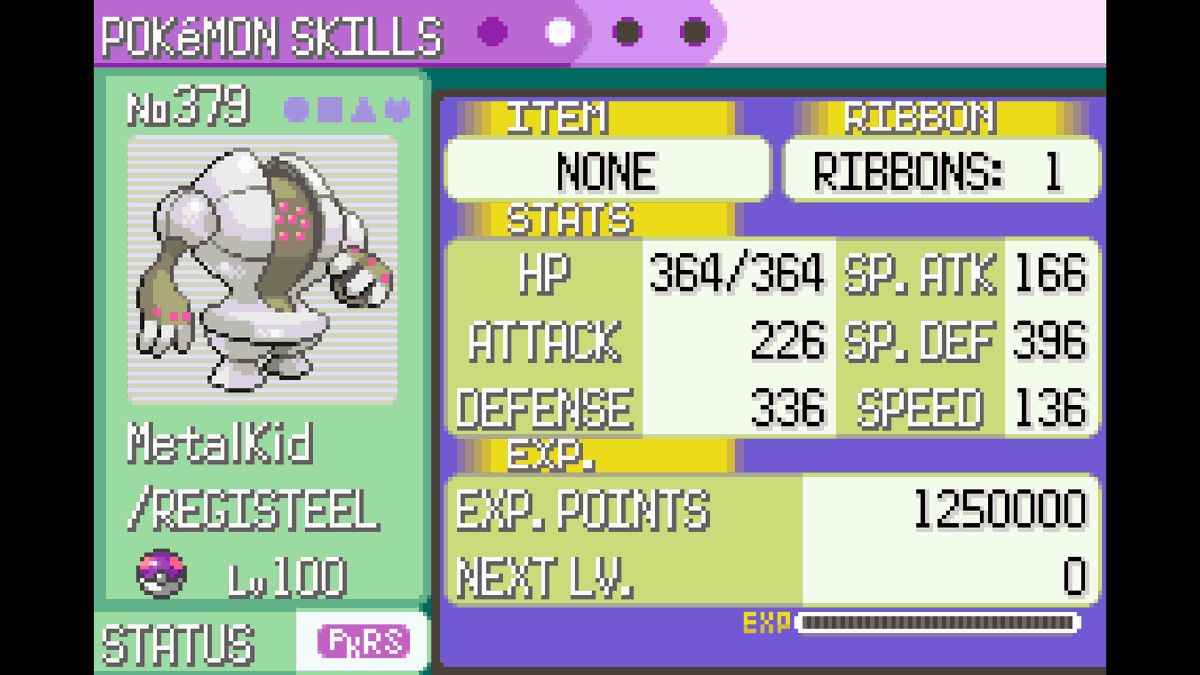 POKéMON SKILLS
No379
ITEM RIBBON
NONE RIBBONS: 1
STATS
HP 364/364 SP. ATK 166
ATTACK 226 SP. DEF 396
DEFENSE 336 SPEED 136
MetalKid
/REGISTEEL
Lv100
EXP.
EXP. POINTS 1250000
NEXT LV. 0
EXP
STATUS PKRS